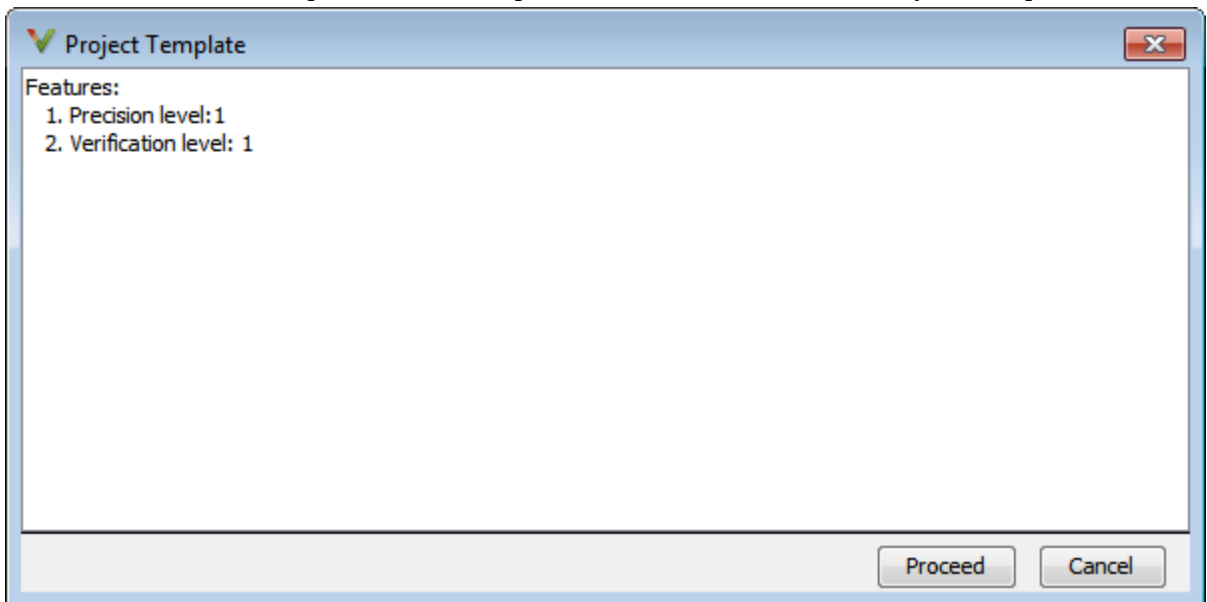 Project Template
Features:
1. Precision level:1
2. Verification level: 1
Proceed
Cancel